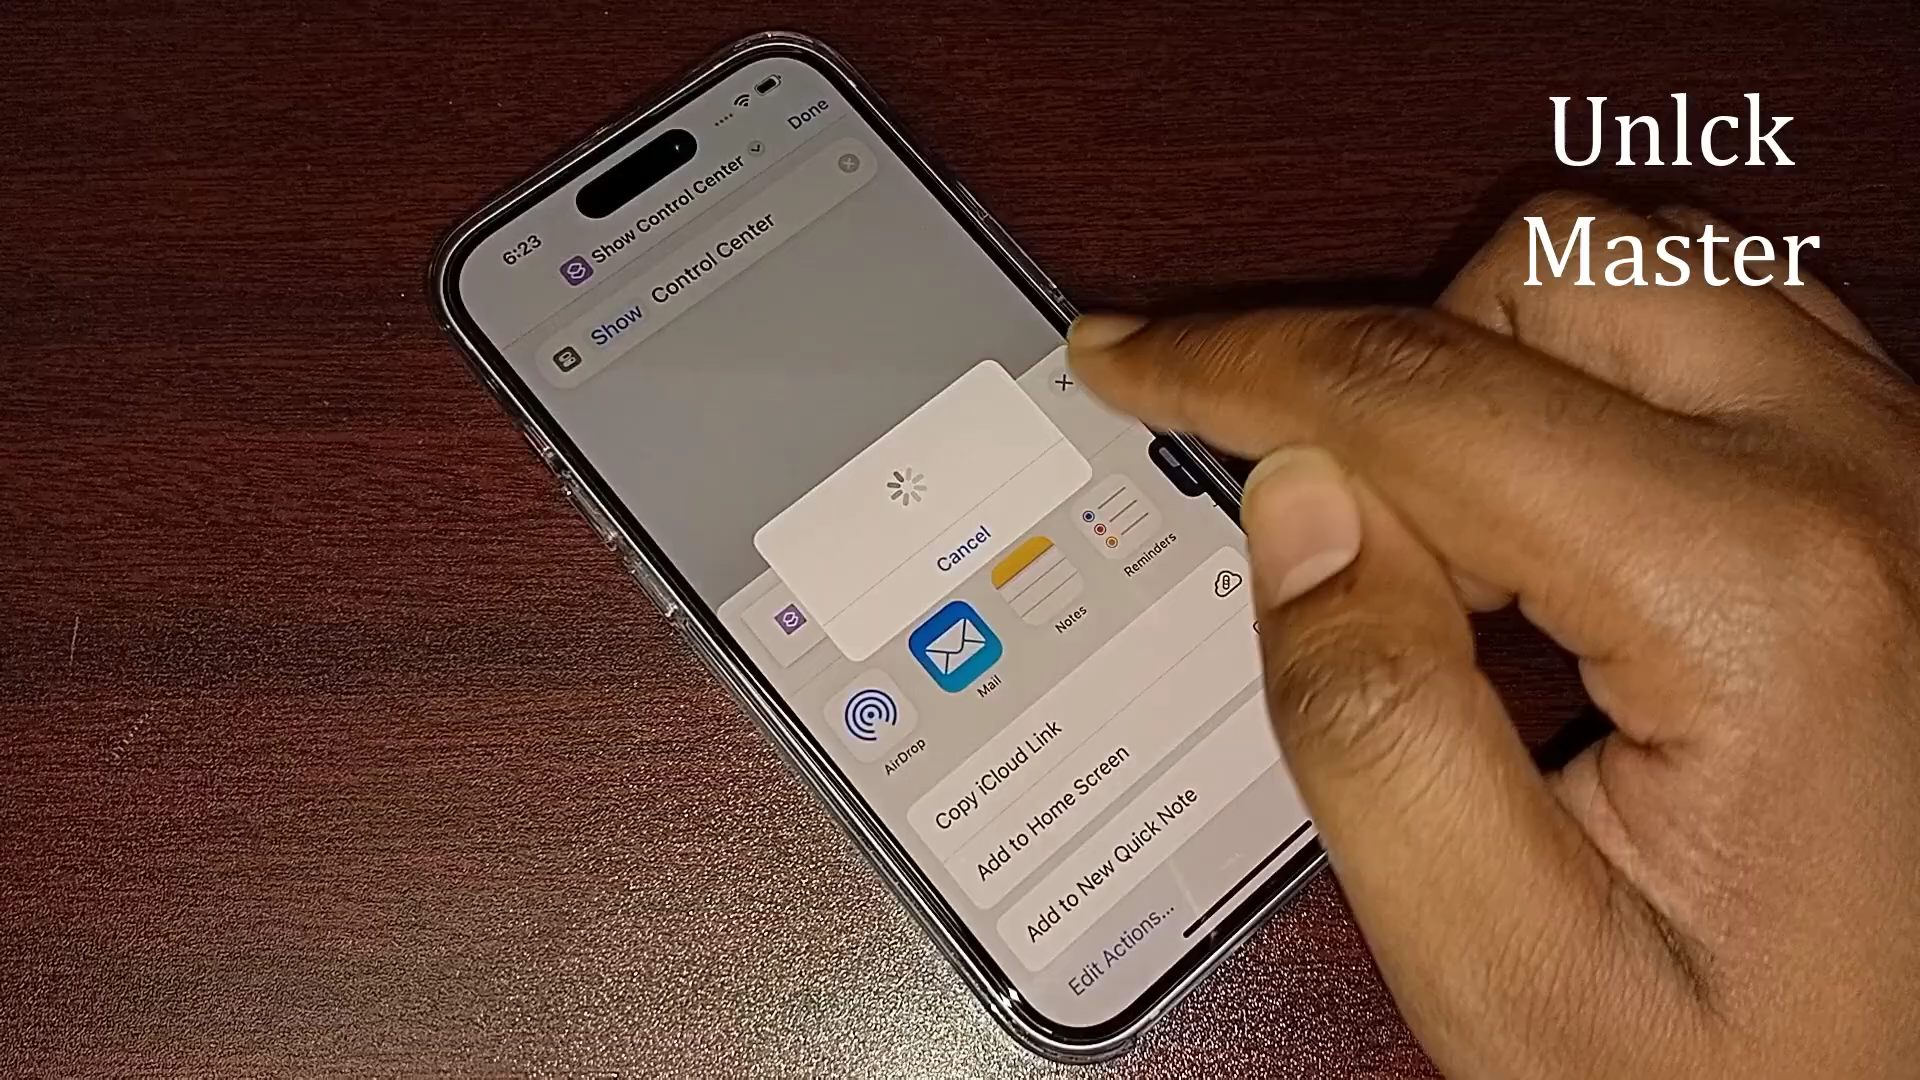 Unlck
Master
6:23
Done
Show Control Center
Show Control Center
Cancel
AirDrop
Mail
Notes
Reminders
Copy iCloud Link
Add to Home Screen
Add to New Quick Note
Edit Actions...